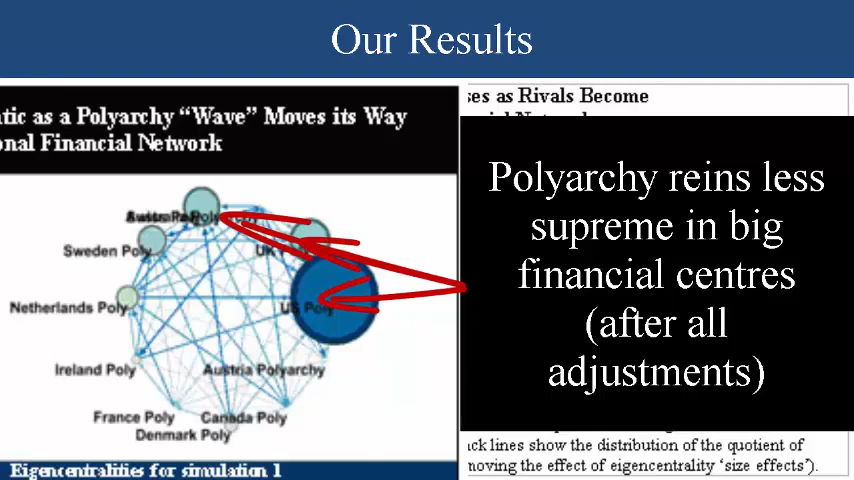 Our Results
tic as a Polyarchy “Wave” Moves its Way
onal Financial Network
ses as Rivals Become
Polyarchy reins less
supreme in big
financial centres
(after all
adjustments)
Sweden Poly
UK
Netherlands Poly
US Poly
Ireland Poly
Austria Polyarchy
France Poly
Canada Poly
Denmark Poly
ck lines show the distribution of the quotient of
moving the effect of eigencentrality ‘size effects’).
Eigencentralities for simulation 1